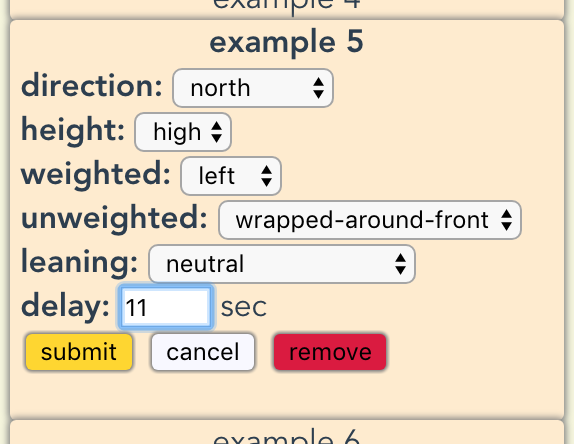 example 4
example 5
direction: north
height: high
weighted: left
unweighted: wrapped-around-front
leaning: neutral
delay: 11 sec
submit cancel remove
example 6